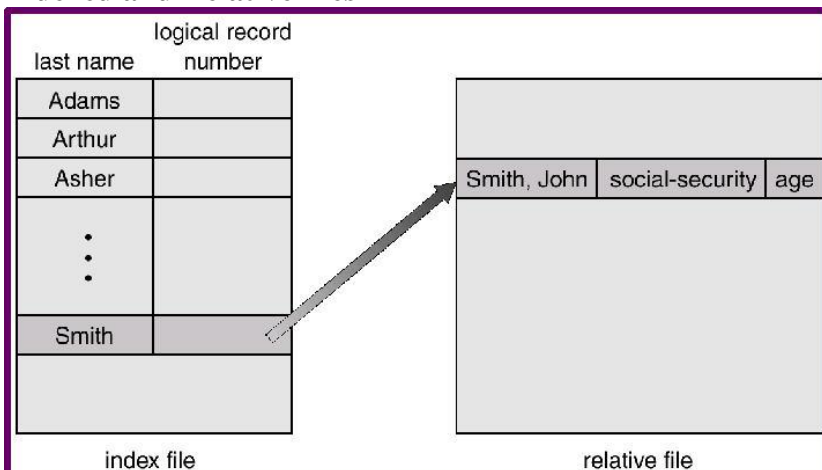 logical record
last name number
Adams
Arthur
Asher
Smith
Smith, John social-security age
index file relative file